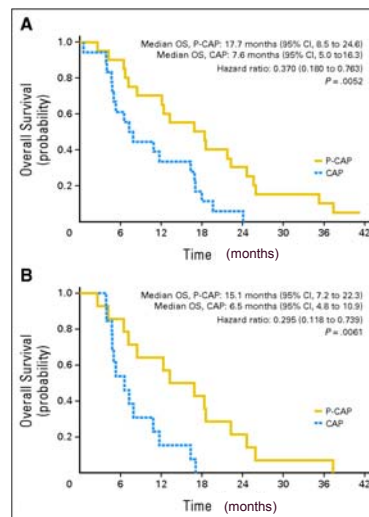 A
Median OS, P-CAP: 17.7 months (95% CI, 8.5 to 24.6)
Median OS, CAP: 7.6 months (95% CI, 5.0 to16.3)
Hazard ratio: 0.370 (0.180 to 0.763)
P = .0052
Overall Survival
(probability)
1.0
0.8
0.6
0.4
0.2
P-CAP
CAP
0
6
12
18
24
30
36
42
Time (months)
B
Median OS, P-CAP: 15.1 months (95% CI, 7.2 to 22.3)
Median OS, CAP: 6.5 months (95% CI, 4.8 to 10.9)
Hazard ratio: 0.295 (0.118 to 0.739)
P = .0061
Overall Survival
(probability)
1.0
0.8
0.6
0.4
0.2
P-CAP
CAP
0
6
12
18
24
30
36
42
Time (months)